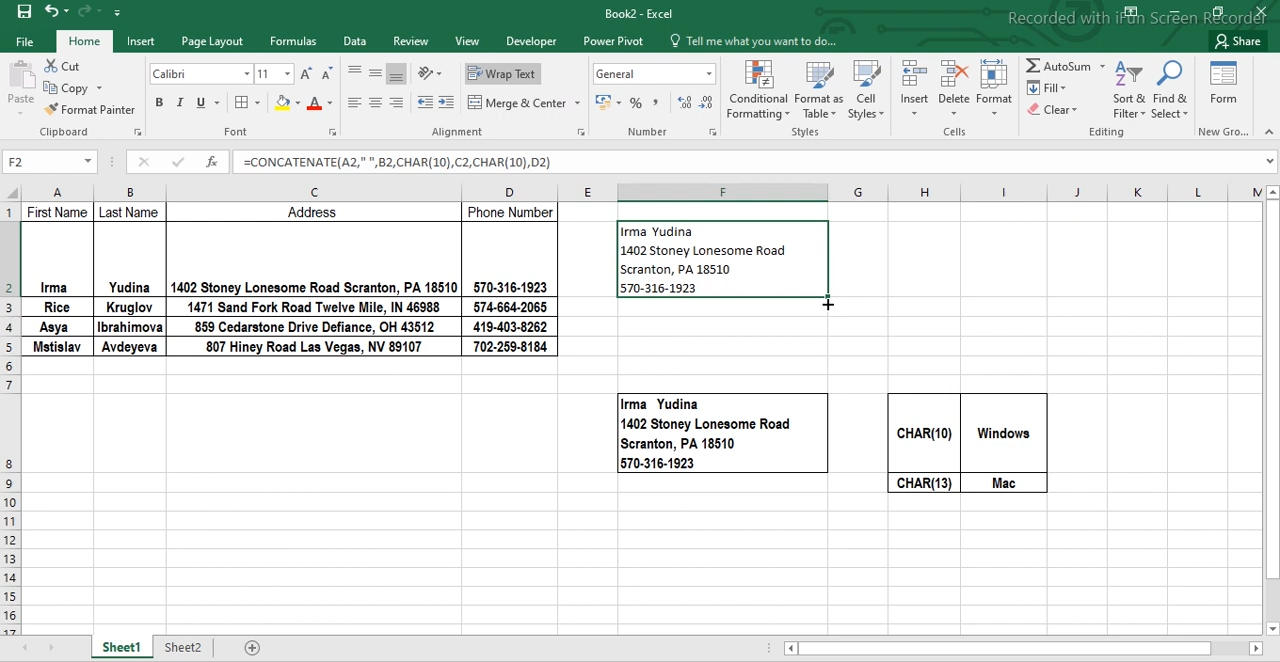 Book2 - Excel
Recorded with iFun Screen Recorder
File Home Insert Page Layout Formulas Data Review View Developer Power Pivot Tell me what you want to do... Share
Paste
Cut
Copy
Format Painter
Clipboard
Calibri 11
B I U
Font
Wrap Text
Merge & Center
Alignment
General
Number
Conditional Formatting
Format as Table
Cell Styles
Styles
Insert Delete Format
Cells
AutoSum
Fill
Clear
Sort & Filter
Find & Select
Editing
Form
New Gro...
F2 fx =CONCATENATE(A2," ",B2,CHAR(10),C2,CHAR(10),D2)
A B C D E F G H I J K L M
1 First Name Last Name Address Phone Number
Irma Yudina
1402 Stoney Lonesome Road
Scranton, PA 18510
570-316-1923
2 Irma Yudina 1402 Stoney Lonesome Road Scranton, PA 18510 570-316-1923
3 Rice Kruglov 1471 Sand Fork Road Twelve Mile, IN 46988 574-664-2065
4 Asya Ibrahimova 859 Cedarstone Drive Defiance, OH 43512 419-403-8262
5 Mstislav Avdeyeva 807 Hiney Road Las Vegas, NV 89107 702-259-8184
6
7
Irma Yudina
1402 Stoney Lonesome Road
Scranton, PA 18510
570-316-1923
CHAR(10) Windows
8
9 CHAR(13) Mac
10
11
12
13
14
15
16
17
Sheet1 Sheet2